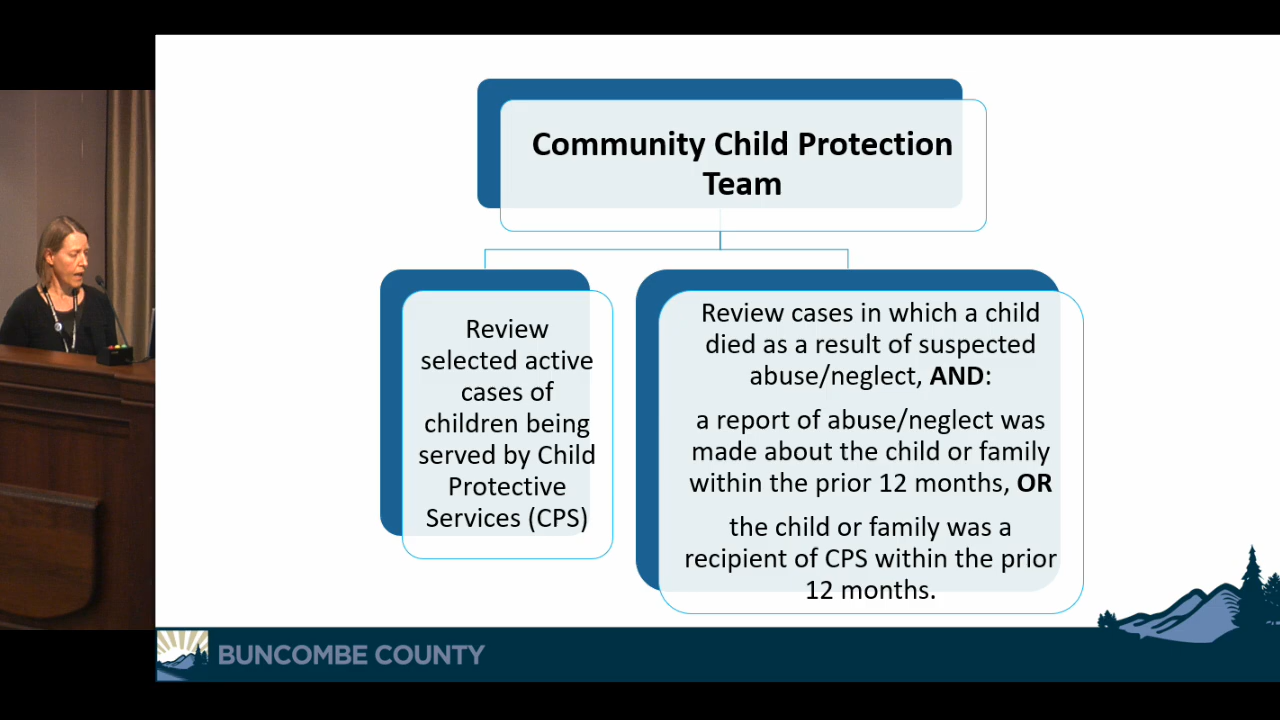 Community Child Protection
Team
Review
selected active
cases of
children being
served by Child
Protective
Services (CPS)
Review cases in which a child
died as a result of suspected
abuse/neglect, AND:
a report of abuse/neglect was
made about the child or family
within the prior 12 months, OR
the child or family was a
recipient of CPS within the prior
12 months.
BUNCOMBE COUNTY